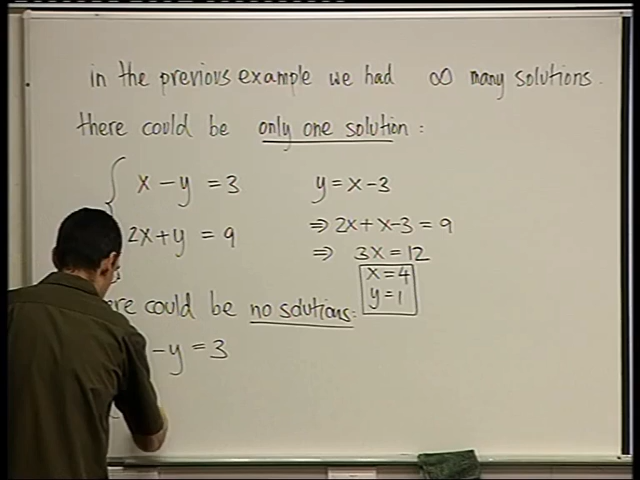 in the previous example we had ∞ many solutions.
there could be only one solution:
x - y = 3 y = x-3
2x + y = 9 ⇒ 2x + x-3 = 9
⇒ 3x = 12
x = 4
y = 1
could be no solutions:
-y = 3